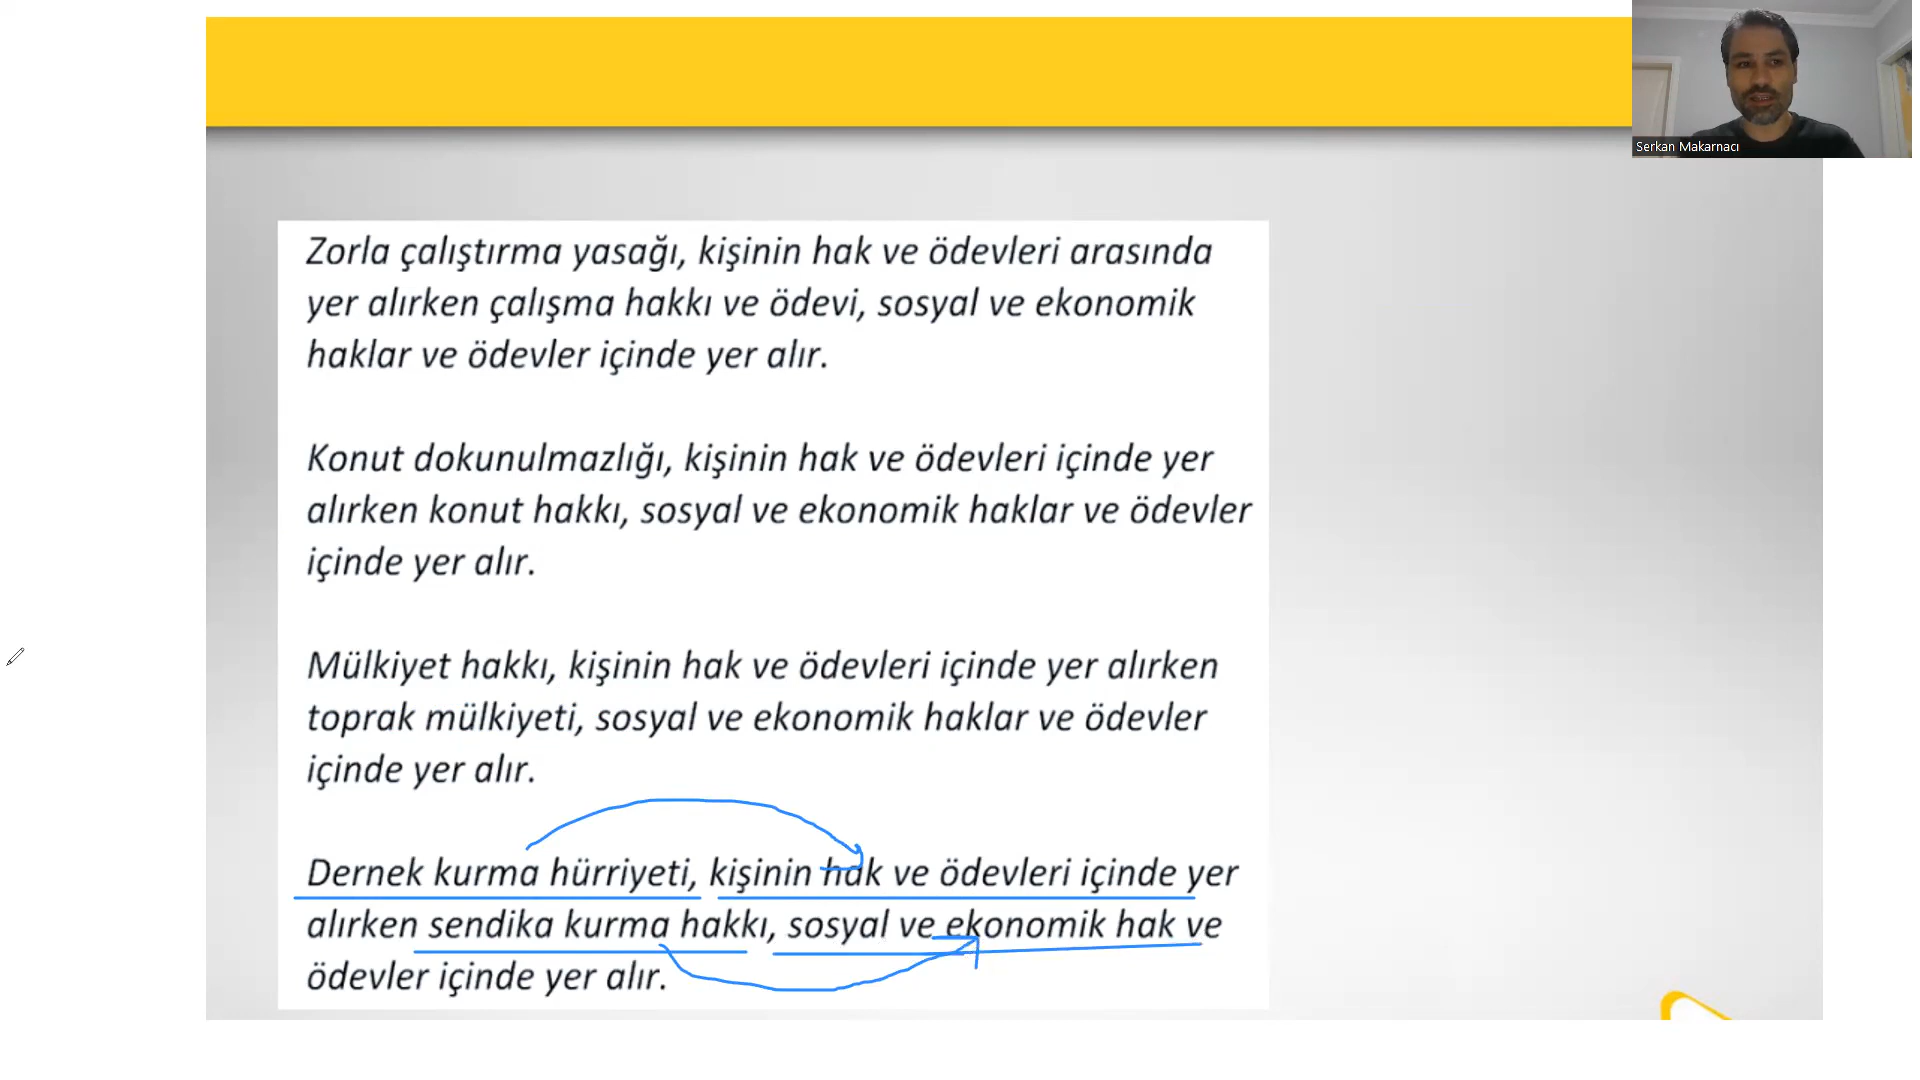 Serkan Makarnacı
Zorla çalıştırma yasağı, kişinin hak ve ödevleri arasında
yer alırken çalışma hakkı ve ödevi, sosyal ve ekonomik
haklar ve ödevler içinde yer alır.
Konut dokunulmazlığı, kişinin hak ve ödevleri içinde yer
alırken konut hakkı, sosyal ve ekonomik haklar ve ödevler
içinde yer alır.
Mülkiyet hakkı, kişinin hak ve ödevleri içinde yer alırken
toprak mülkiyeti, sosyal ve ekonomik haklar ve ödevler
içinde yer alır.
Dernek kurma hürriyeti, kişinin hak ve ödevleri içinde yer
alırken sendika kurma hakkı, sosyal ve ekonomik hak ve
ödevler içinde yer alır.